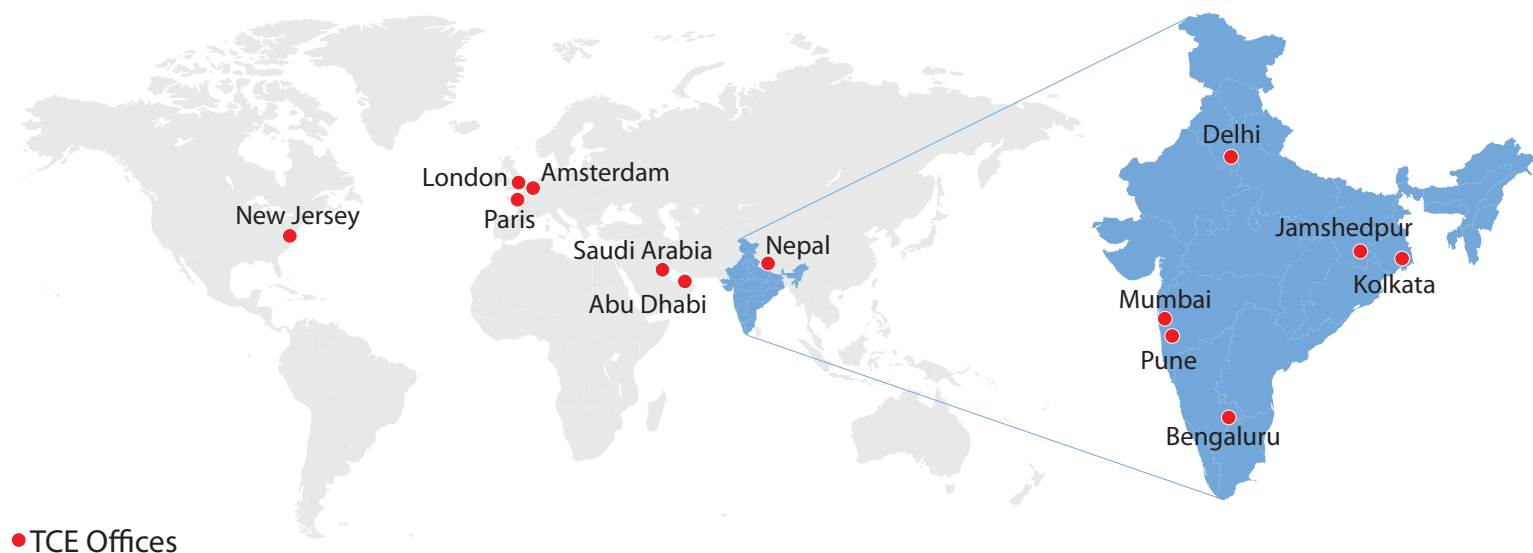 London
Amsterdam
Paris
New Jersey
Saudi Arabia
Nepal
Abu Dhabi
Delhi
Jamshedpur
Kolkata
Mumbai
Pune
Bengaluru
TCE Offices